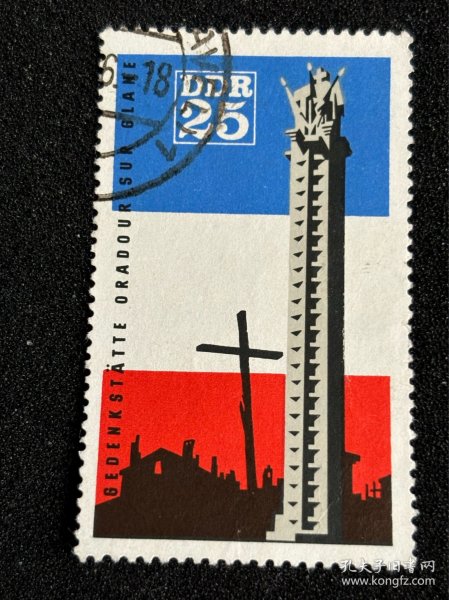 DDR
25
GEDENKSTÄTTE ORADOUR SUR GLANE
18
孔夫子旧书网
www.kongfz.com